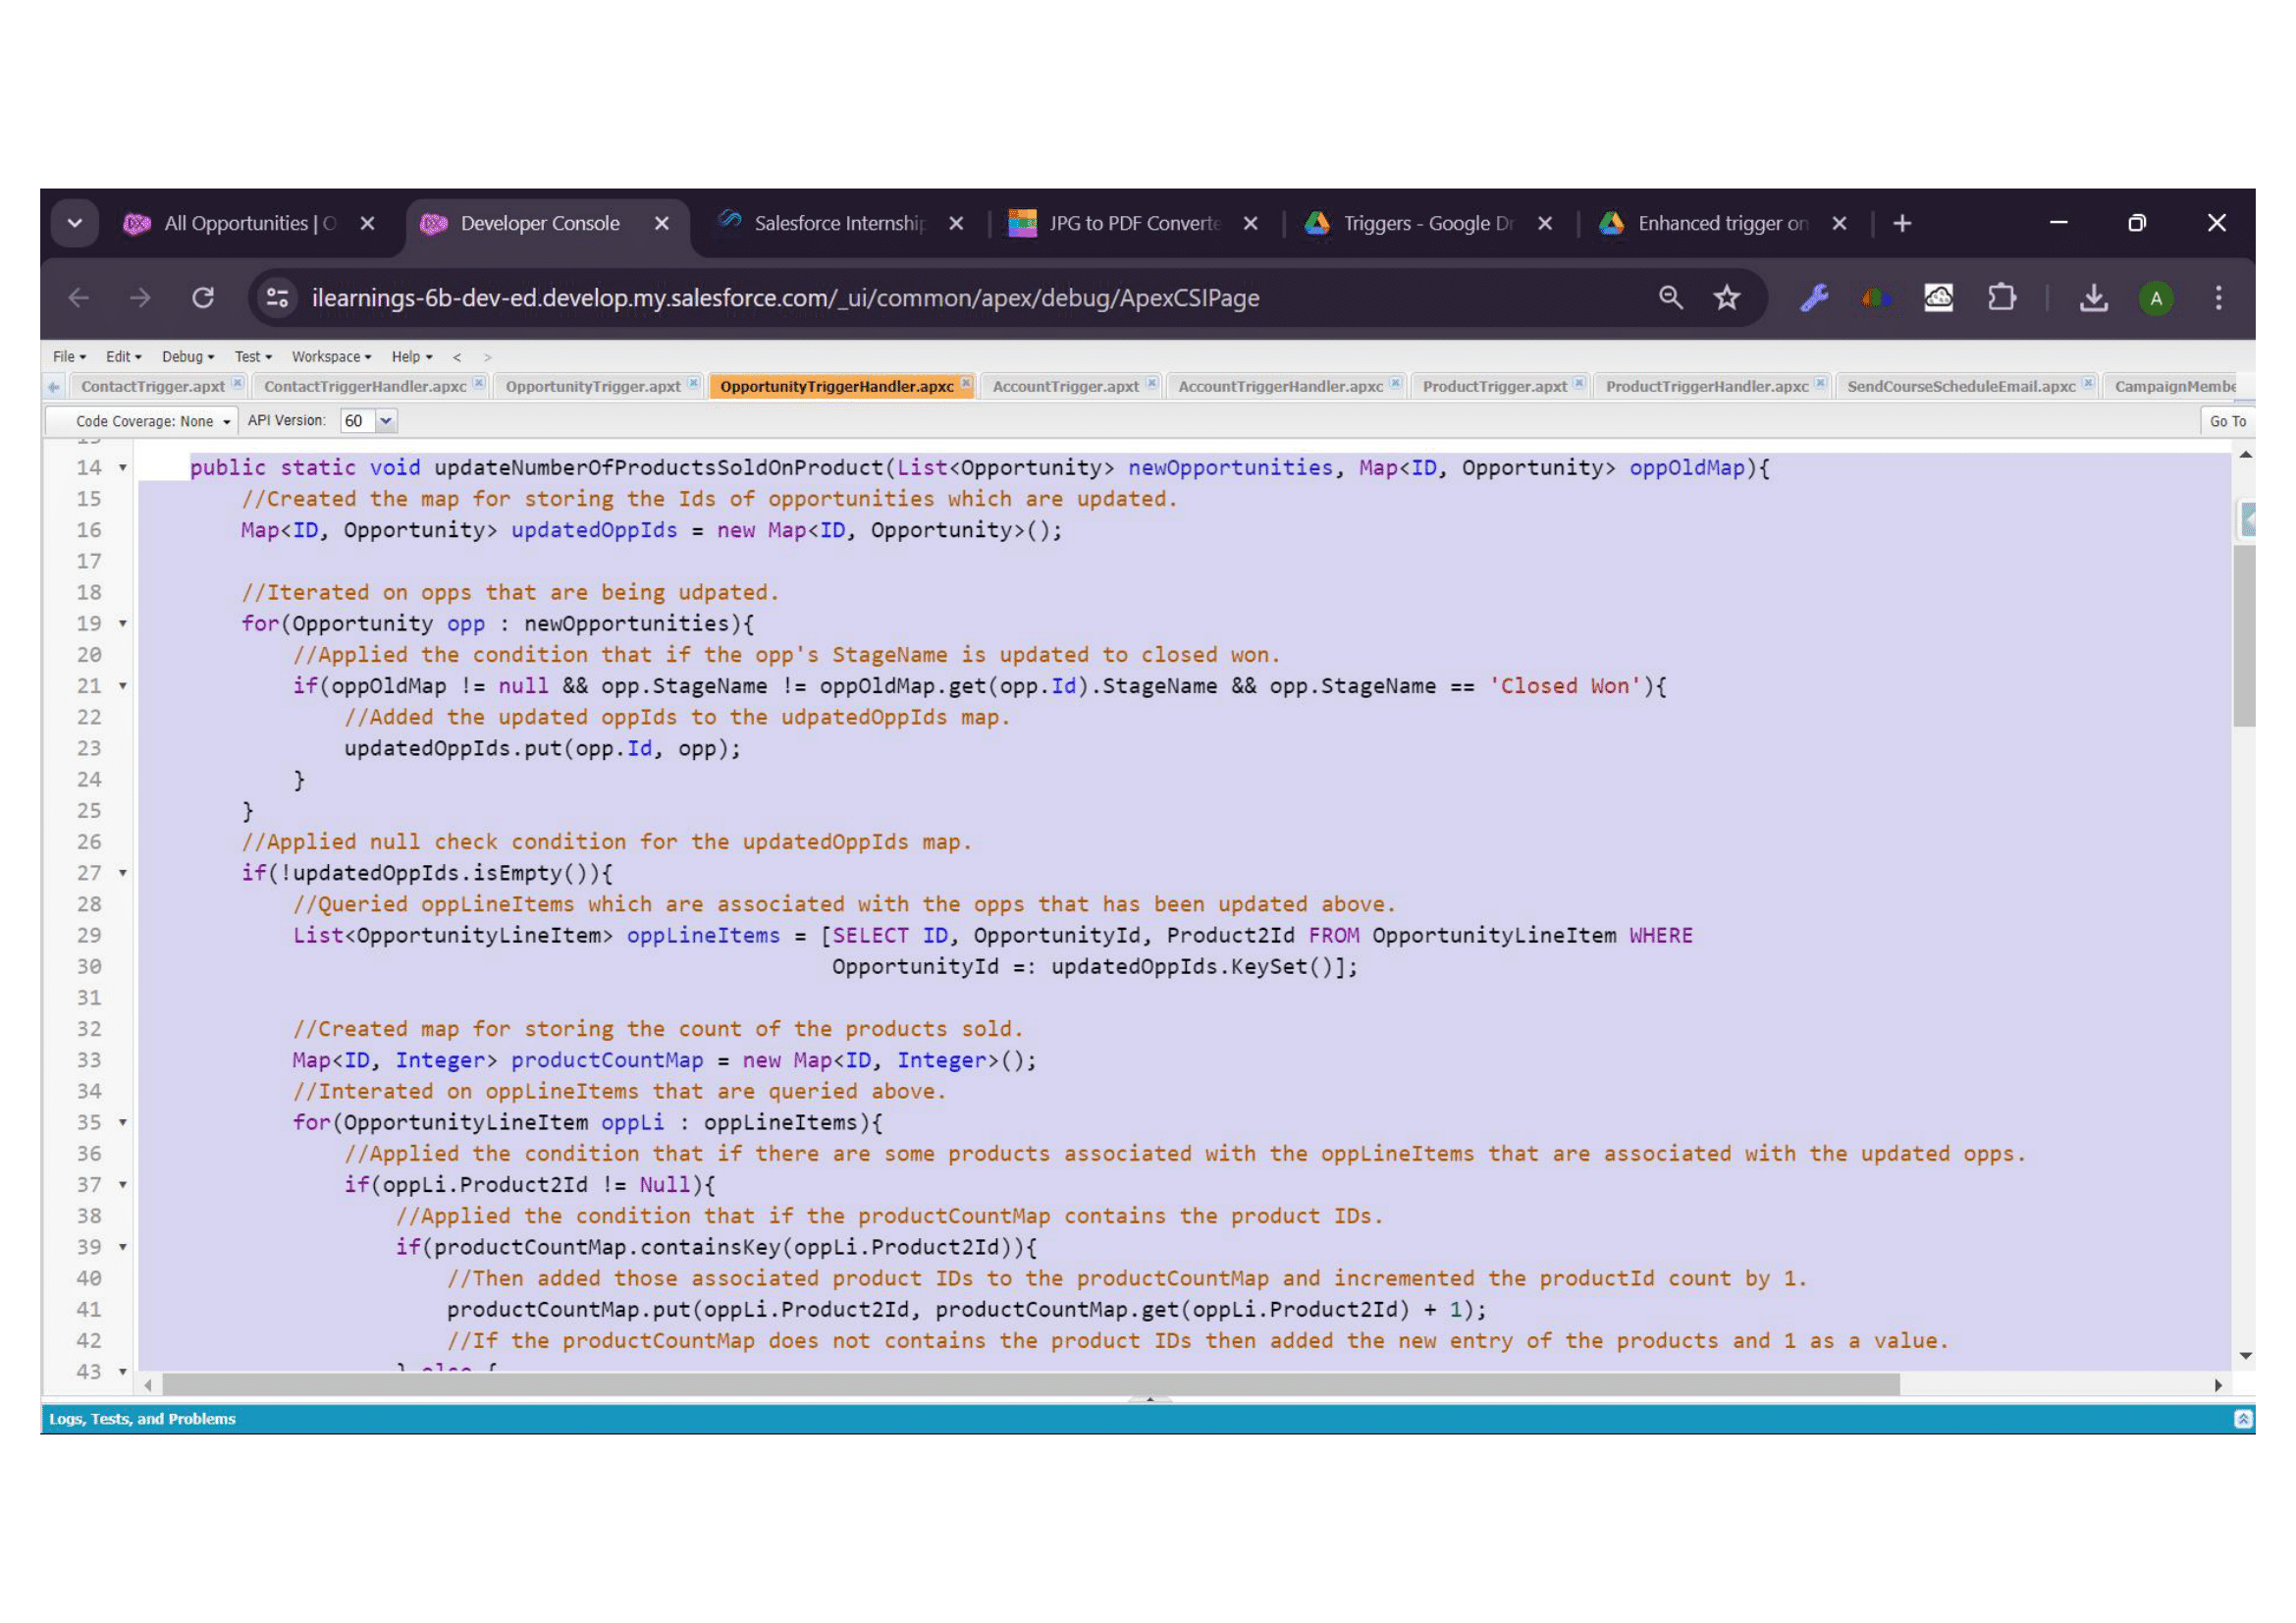 All Opportunities | O
Developer Console
Salesforce Internship
JPG to PDF Converte
Triggers - Google Dr
Enhanced trigger on
ilearnings-6b-dev-ed.develop.my.salesforce.com/_ui/common/apex/debug/ApexCSIPage
A
File Edit Debug Test Workspace Help < >
ContactTrigger.apxt ContactTriggerHandler.apxc OpportunityTrigger.apxt OpportunityTriggerHandler.apxc AccountTrigger.apxt AccountTriggerHandler.apxc ProductTrigger.apxt ProductTriggerHandler.apxc SendCourseScheduleEmail.apxc CampaignMembe
Code Coverage: None API Version: 60 Go To
14 public static void updateNumberOfProductsSoldOnProduct(List<Opportunity> newOpportunities, Map<ID, Opportunity> oppOldMap){
15 //Created the map for storing the Ids of opportunities which are updated.
16 Map<ID, Opportunity> updatedOppIds = new Map<ID, Opportunity>();
17
18 //Iterated on opps that are being udpated.
19 for(Opportunity opp : newOpportunities){
20 //Applied the condition that if the opp's StageName is updated to closed won.
21 if(oppOldMap != null && opp.StageName != oppOldMap.get(opp.Id).StageName && opp.StageName == 'Closed Won'){
22 //Added the updated oppIds to the udpatedOppIds map.
23 updatedOppIds.put(opp.Id, opp);
24 }
25 }
26 //Applied null check condition for the updatedOppIds map.
27 if(!updatedOppIds.isEmpty()){
28 //Queried oppLineItems which are associated with the opps that has been updated above.
29 List<OpportunityLineItem> oppLineItems = [SELECT ID, OpportunityId, Product2Id FROM OpportunityLineItem WHERE
30 OpportunityId =: updatedOppIds.KeySet()];
31
32 //Created map for storing the count of the products sold.
33 Map<ID, Integer> productCountMap = new Map<ID, Integer>();
34 //Interated on oppLineItems that are queried above.
35 for(OpportunityLineItem oppLi : oppLineItems){
36 //Applied the condition that if there are some products associated with the oppLineItems that are associated with the updated opps.
37 if(oppLi.Product2Id != Null){
38 //Applied the condition that if the productCountMap contains the product IDs.
39 if(productCountMap.containsKey(oppLi.Product2Id)){
40 //Then added those associated product IDs to the productCountMap and incremented the productId count by 1.
41 productCountMap.put(oppLi.Product2Id, productCountMap.get(oppLi.Product2Id) + 1);
42 //If the productCountMap does not contains the product IDs then added the new entry of the products and 1 as a value.
43 } else {
Logs, Tests, and Problems